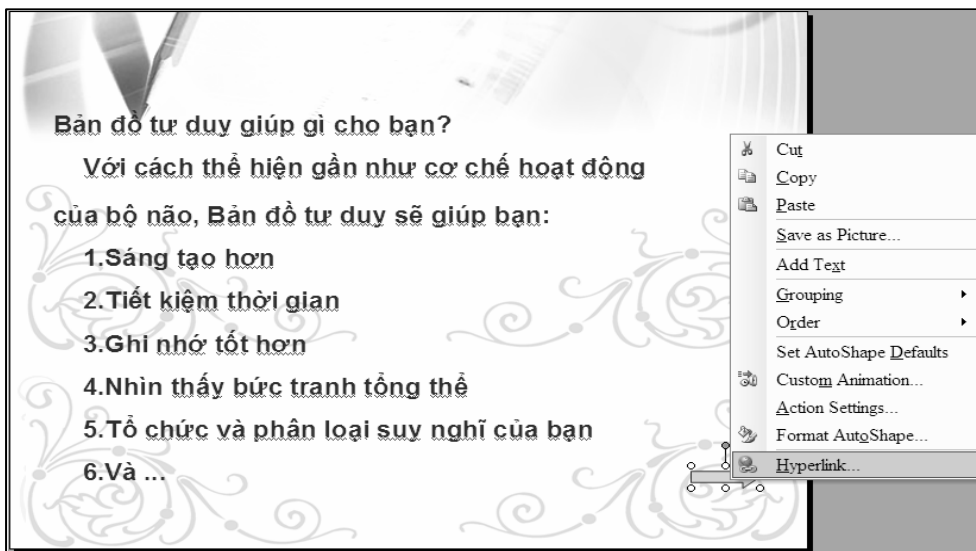 Bản đồ tư duy giúp gì cho bạn?
Với cách thể hiện gần như cơ chế hoạt động
của bộ não, Bản đồ tư duy sẽ giúp bạn:
1.Sáng tạo hơn
2.Tiết kiệm thời gian
3.Ghi nhớ tốt hơn
4.Nhìn thấy bức tranh tổng thể
5.Tổ chức và phân loại suy nghĩ của bạn
6.Và ...
Cut
Copy
Paste
Save as Picture...
Add Text
Grouping
Order
Set AutoShape Defaults
Custom Animation...
Action Settings...
Format AutoShape...
Hyperlink...